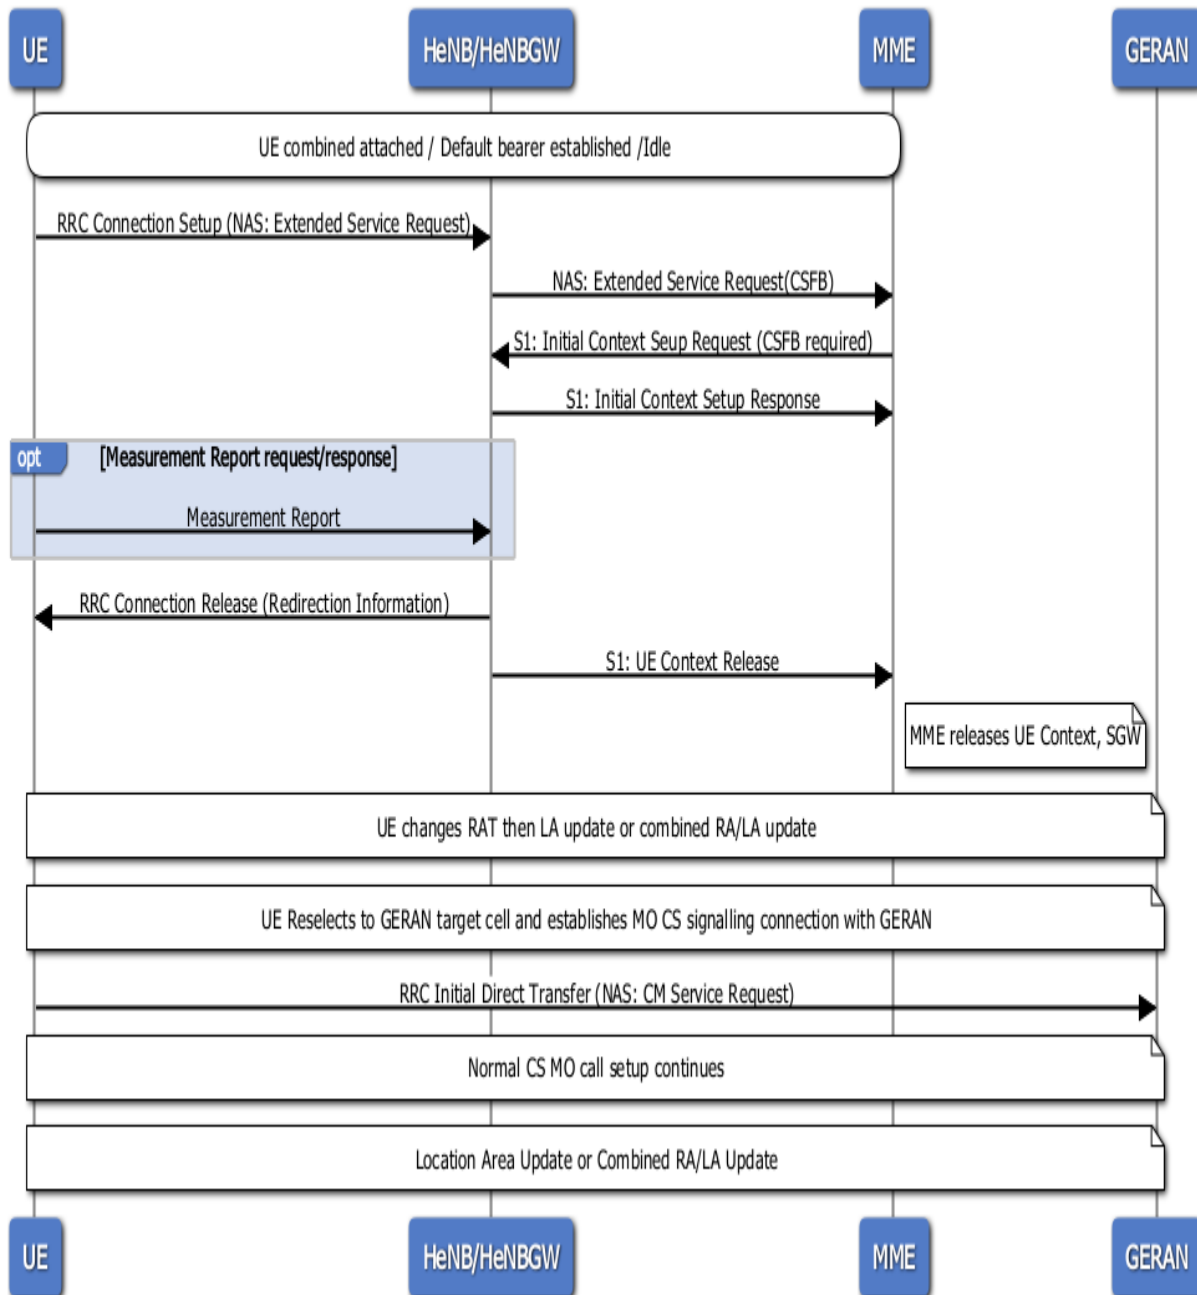 UE HeNB/HeNBGW MME GERAN
UE combined attached / Default bearer established /Idle
RRC Connection Setup (NAS: Extended Service Request)
NAS: Extended Service Request(CSFB)
S1: Initial Context Seup Request (CSFB required)
S1: Initial Context Setup Response
opt [Measurement Report request/response]
Measurement Report
RRC Connection Release (Redirection Information)
S1: UE Context Release
MME releases UE Context, SGW
UE changes RAT then LA update or combined RA/LA update
UE Reselects to GERAN target cell and establishes MO CS signalling connection with GERAN
RRC Initial Direct Transfer (NAS: CM Service Request)
Normal CS MO call setup continues
Location Area Update or Combined RA/LA Update
UE HeNB/HeNBGW MME GERAN